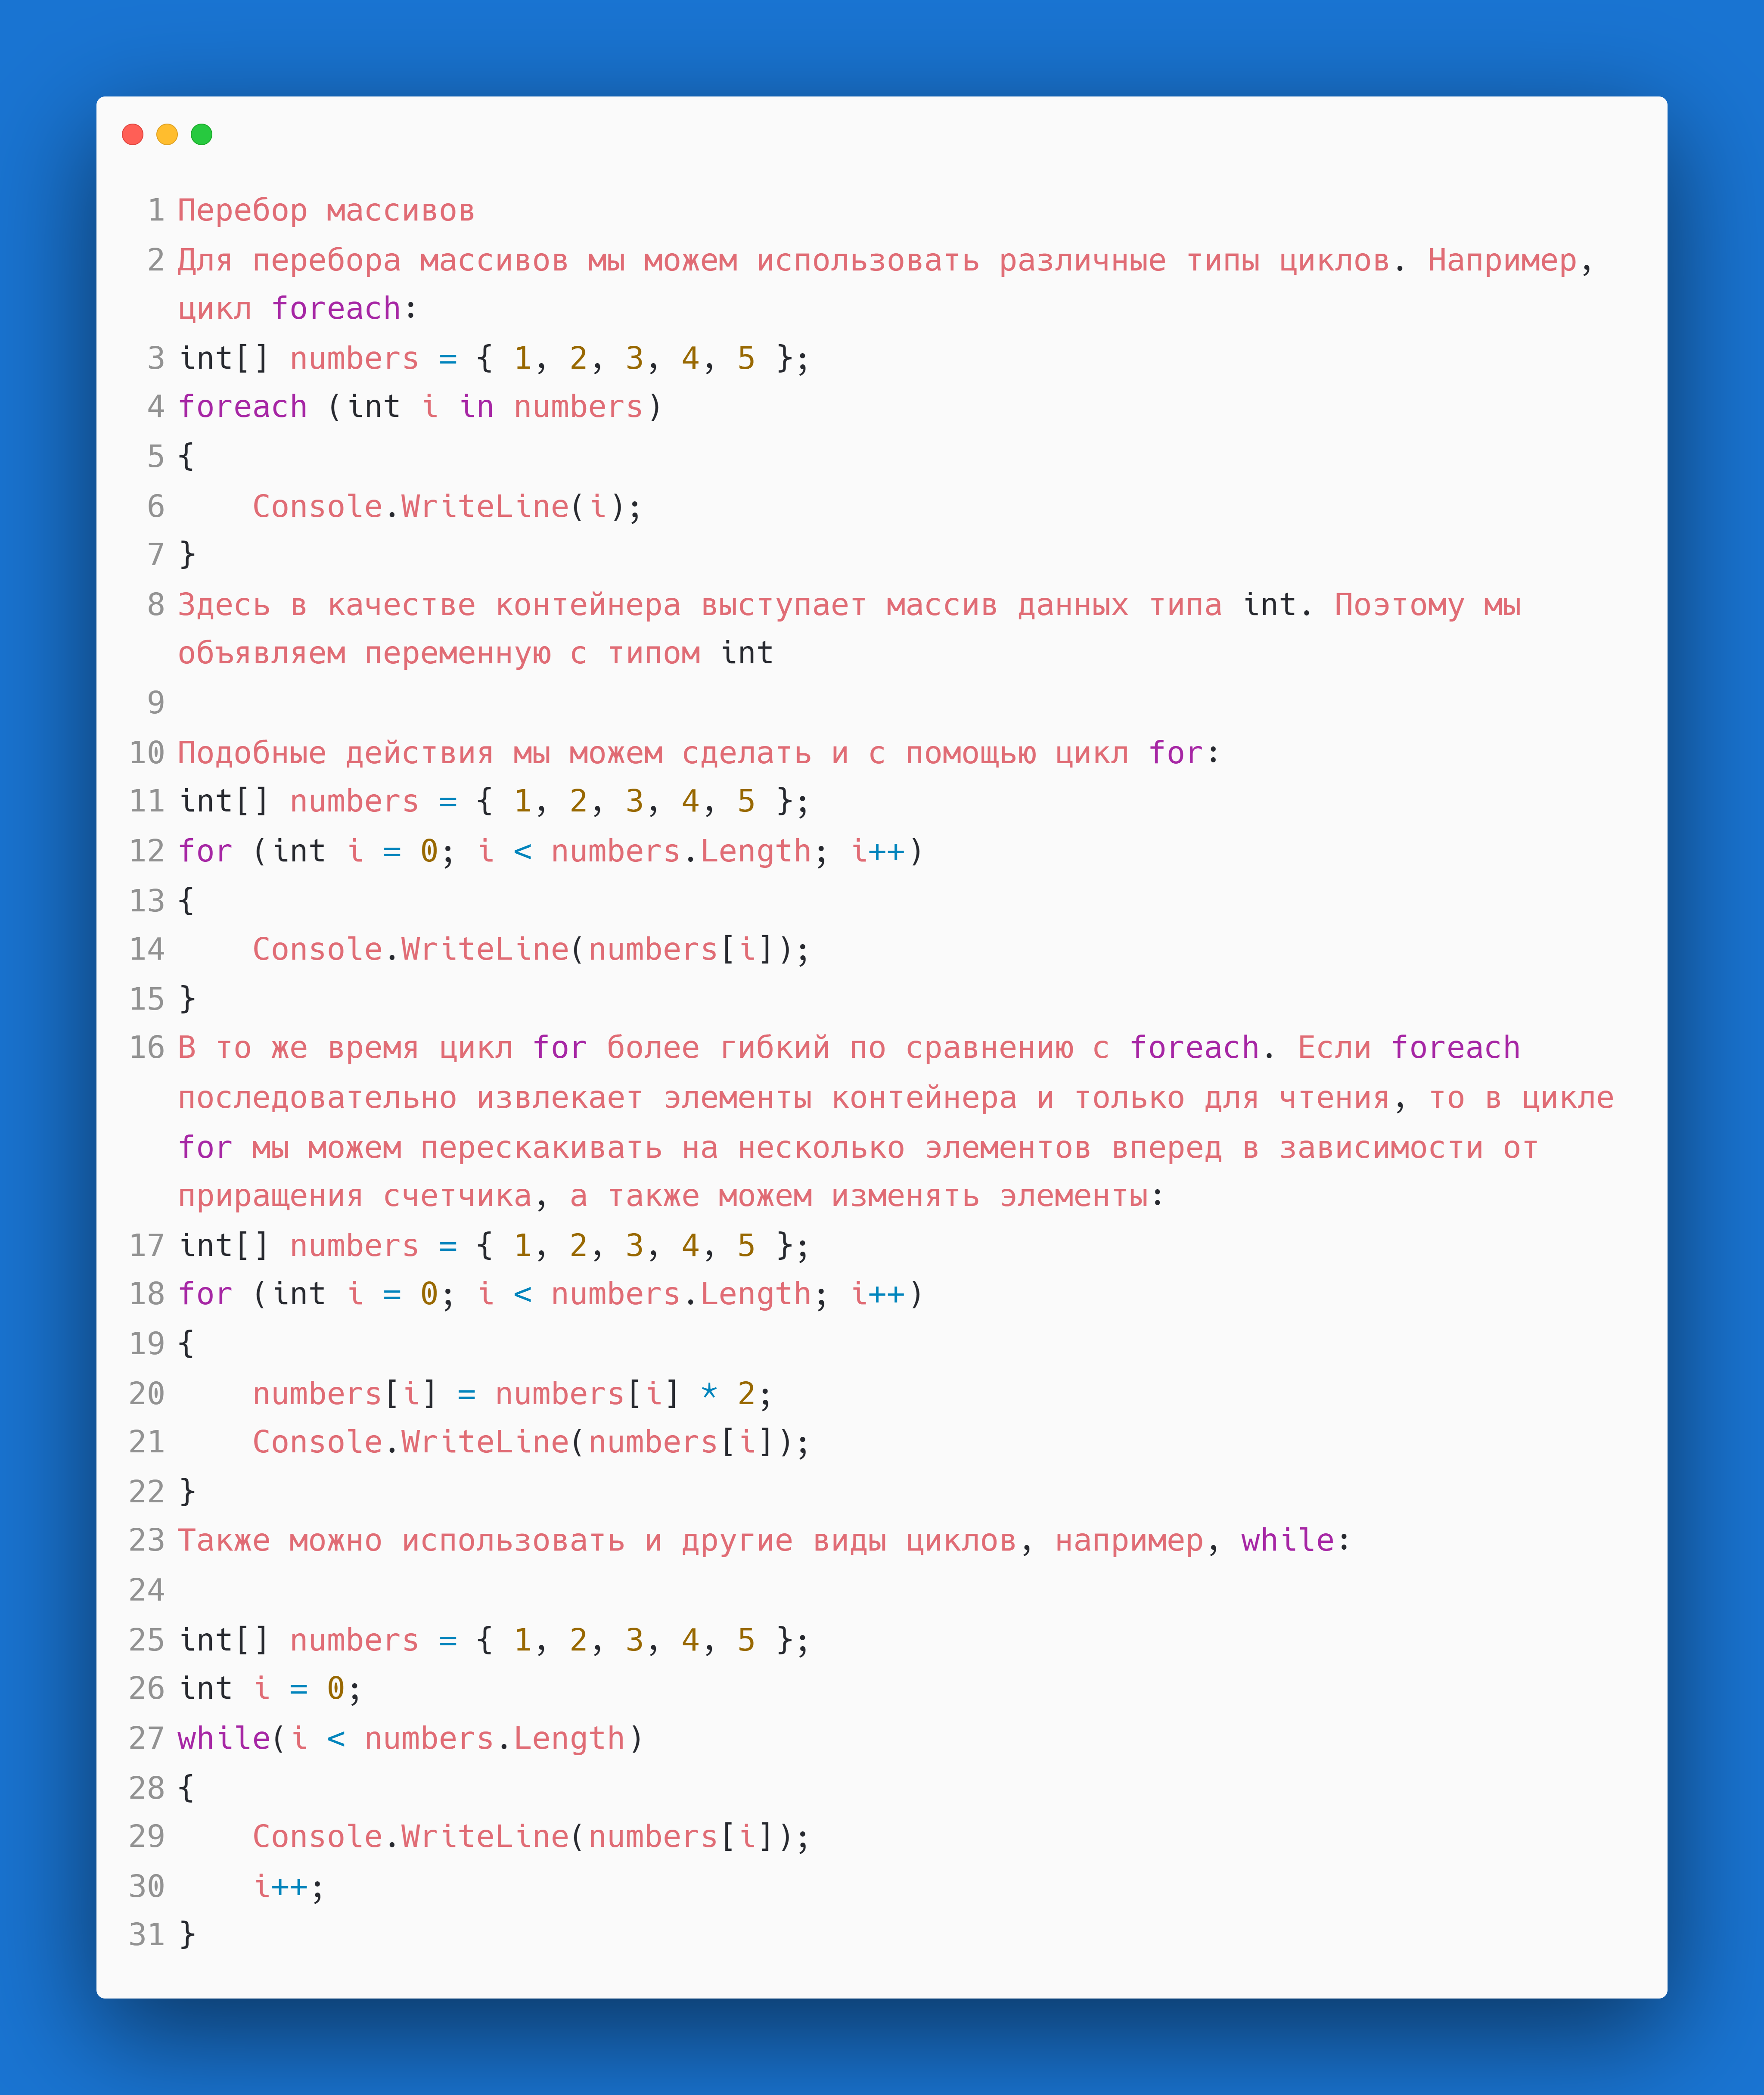 1 Перебор массивов
2 Для перебора массивов мы можем использовать различные типы циклов. Например,
цикл foreach:
3 int[] numbers = { 1, 2, 3, 4, 5 };
4 foreach (int i in numbers)
5 {
6     Console.WriteLine(i);
7 }
8 Здесь в качестве контейнера выступает массив данных типа int. Поэтому мы
объявляем переменную с типом int
9
10 Подобные действия мы можем сделать и с помощью цикл for:
11 int[] numbers = { 1, 2, 3, 4, 5 };
12 for (int i = 0; i < numbers.Length; i++)
13 {
14     Console.WriteLine(numbers[i]);
15 }
16 В то же время цикл for более гибкий по сравнению с foreach. Если foreach
последовательно извлекает элементы контейнера и только для чтения, то в цикле
for мы можем перескакивать на несколько элементов вперед в зависимости от
приращения счетчика, а также можем изменять элементы:
17 int[] numbers = { 1, 2, 3, 4, 5 };
18 for (int i = 0; i < numbers.Length; i++)
19 {
20     numbers[i] = numbers[i] * 2;
21     Console.WriteLine(numbers[i]);
22 }
23 Также можно использовать и другие виды циклов, например, while:
24
25 int[] numbers = { 1, 2, 3, 4, 5 };
26 int i = 0;
27 while(i < numbers.Length)
28 {
29     Console.WriteLine(numbers[i]);
30     i++;
31 }